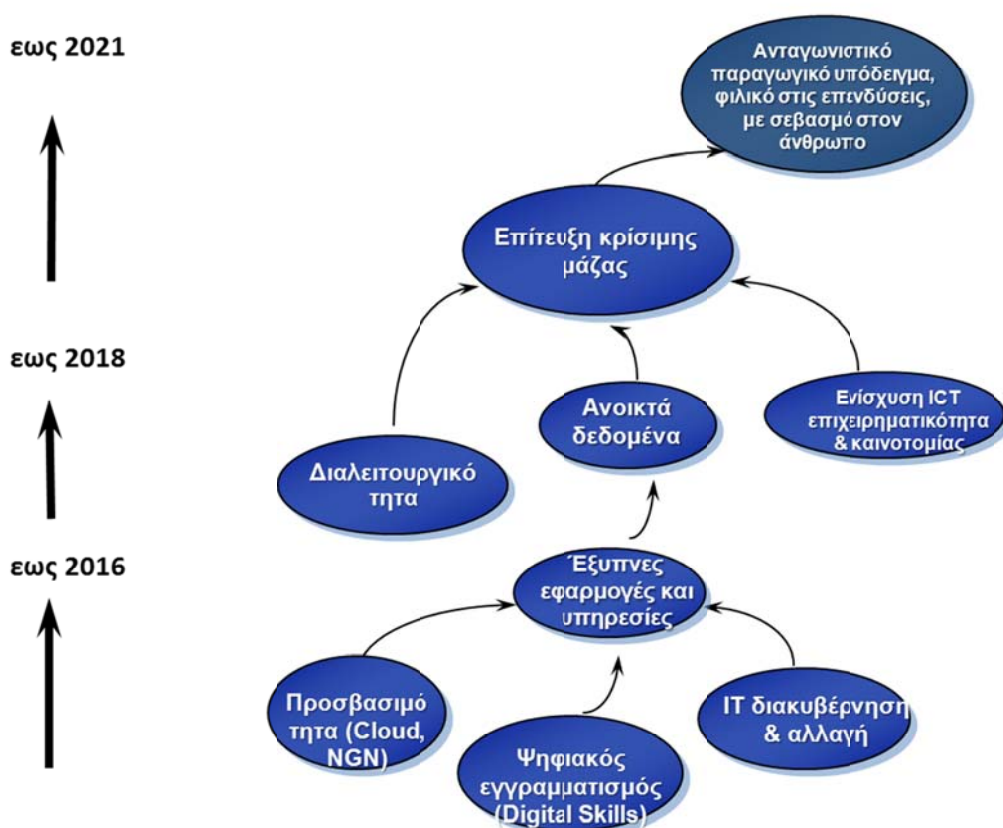 εως 2021
Ανταγωνιστικό
παραγωγικό υπόδειγμα,
φιλικό στις επενδύσεις,
με σεβασμό στον
άνθρωπο
Επίτευξη κρίσιμης
μάζας
εως 2018
Διαλειτουργικό
τητα
Ανοικτά
δεδομένα
Ενίσχυση ICT
επιχειρηματικότητα
& καινοτομίας
εως 2016
Έξυπνες
εφαρμογές και
υπηρεσίες
Προσβασιμό
τητα (Cloud,
NGN)
Ψηφιακός
εγγραμματισμός
(Digital Skills)
IT διακυβέρνηση
& αλλαγή